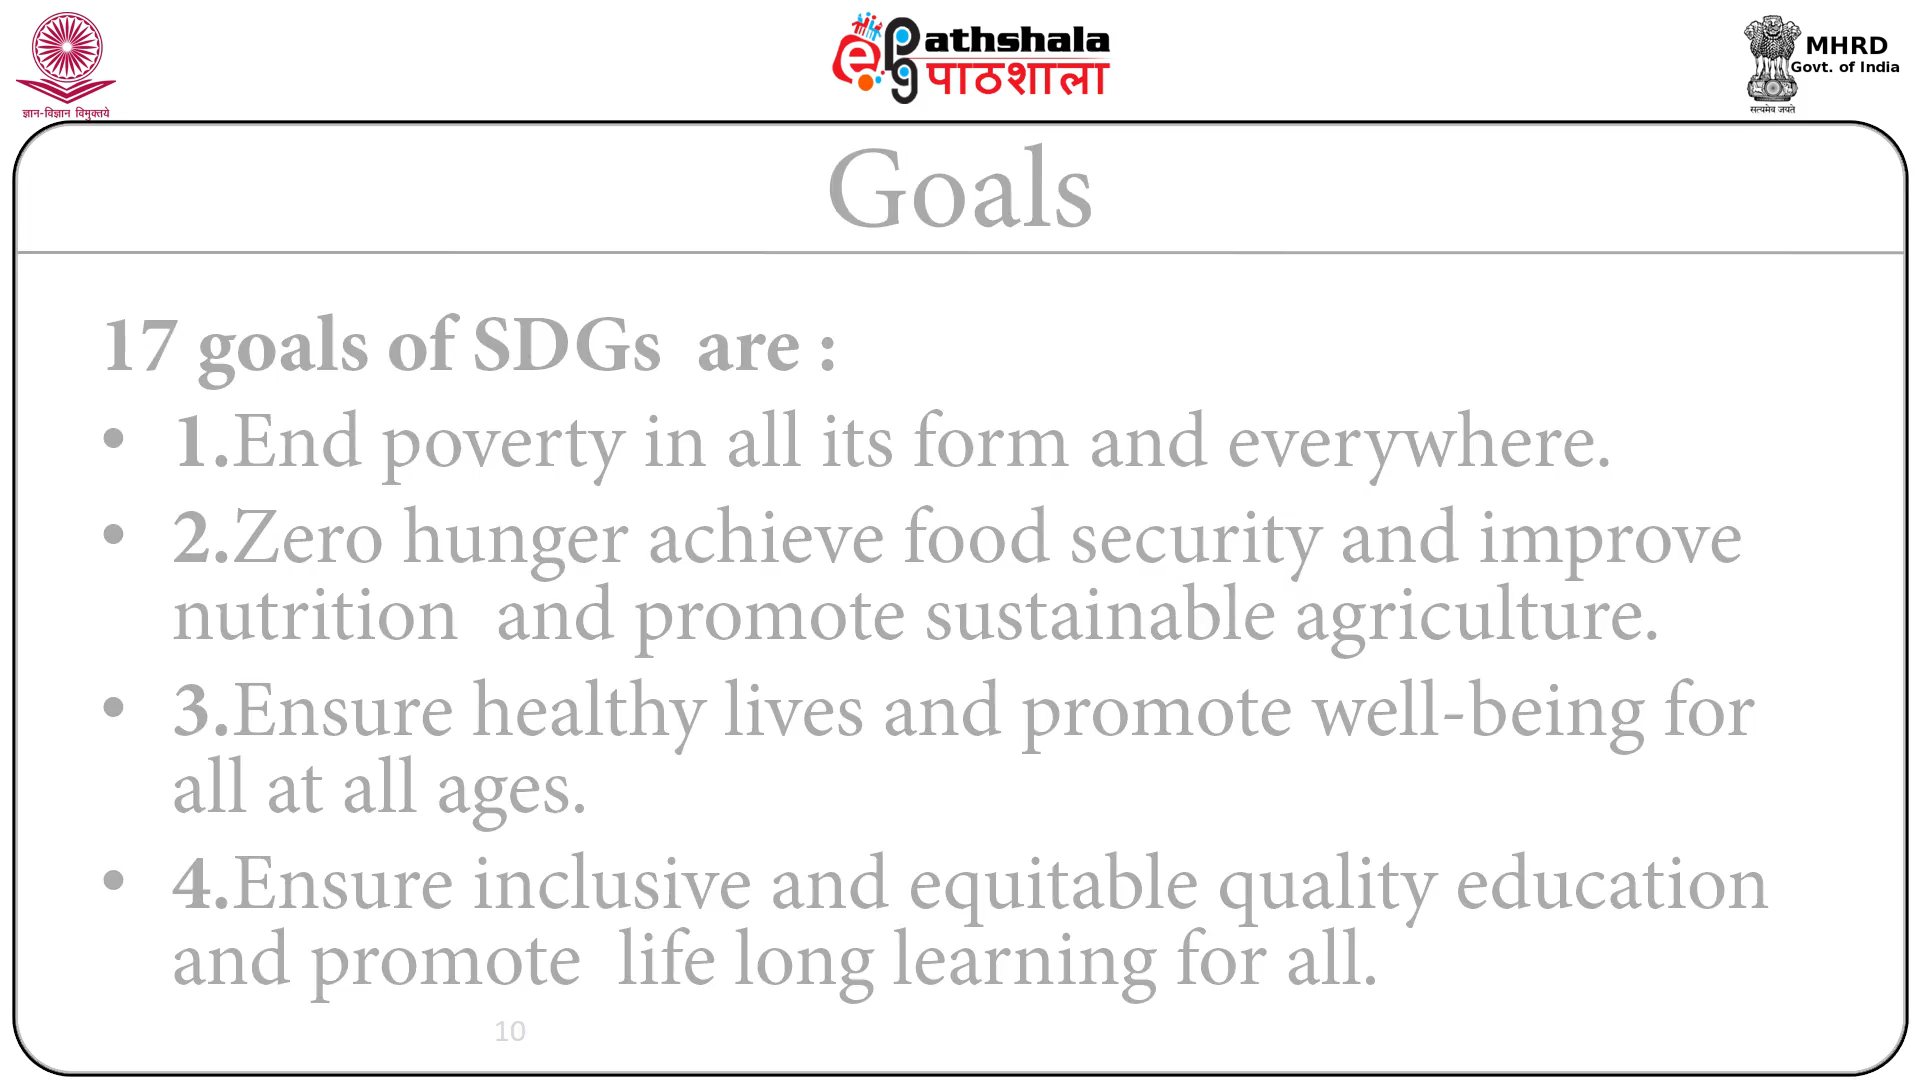 ज्ञान-विज्ञान विमुक्तये
ePG Pathshala
पाठशाला
MHRD
Govt. of India
सत्यमेव जयते
Goals
17 goals of SDGs  are :
• 1.End poverty in all its form and everywhere.
• 2.Zero hunger achieve food security and improve
nutrition  and promote sustainable agriculture.
• 3.Ensure healthy lives and promote well-being for
all at all ages.
• 4.Ensure inclusive and equitable quality education
and promote  life long learning for all.
10